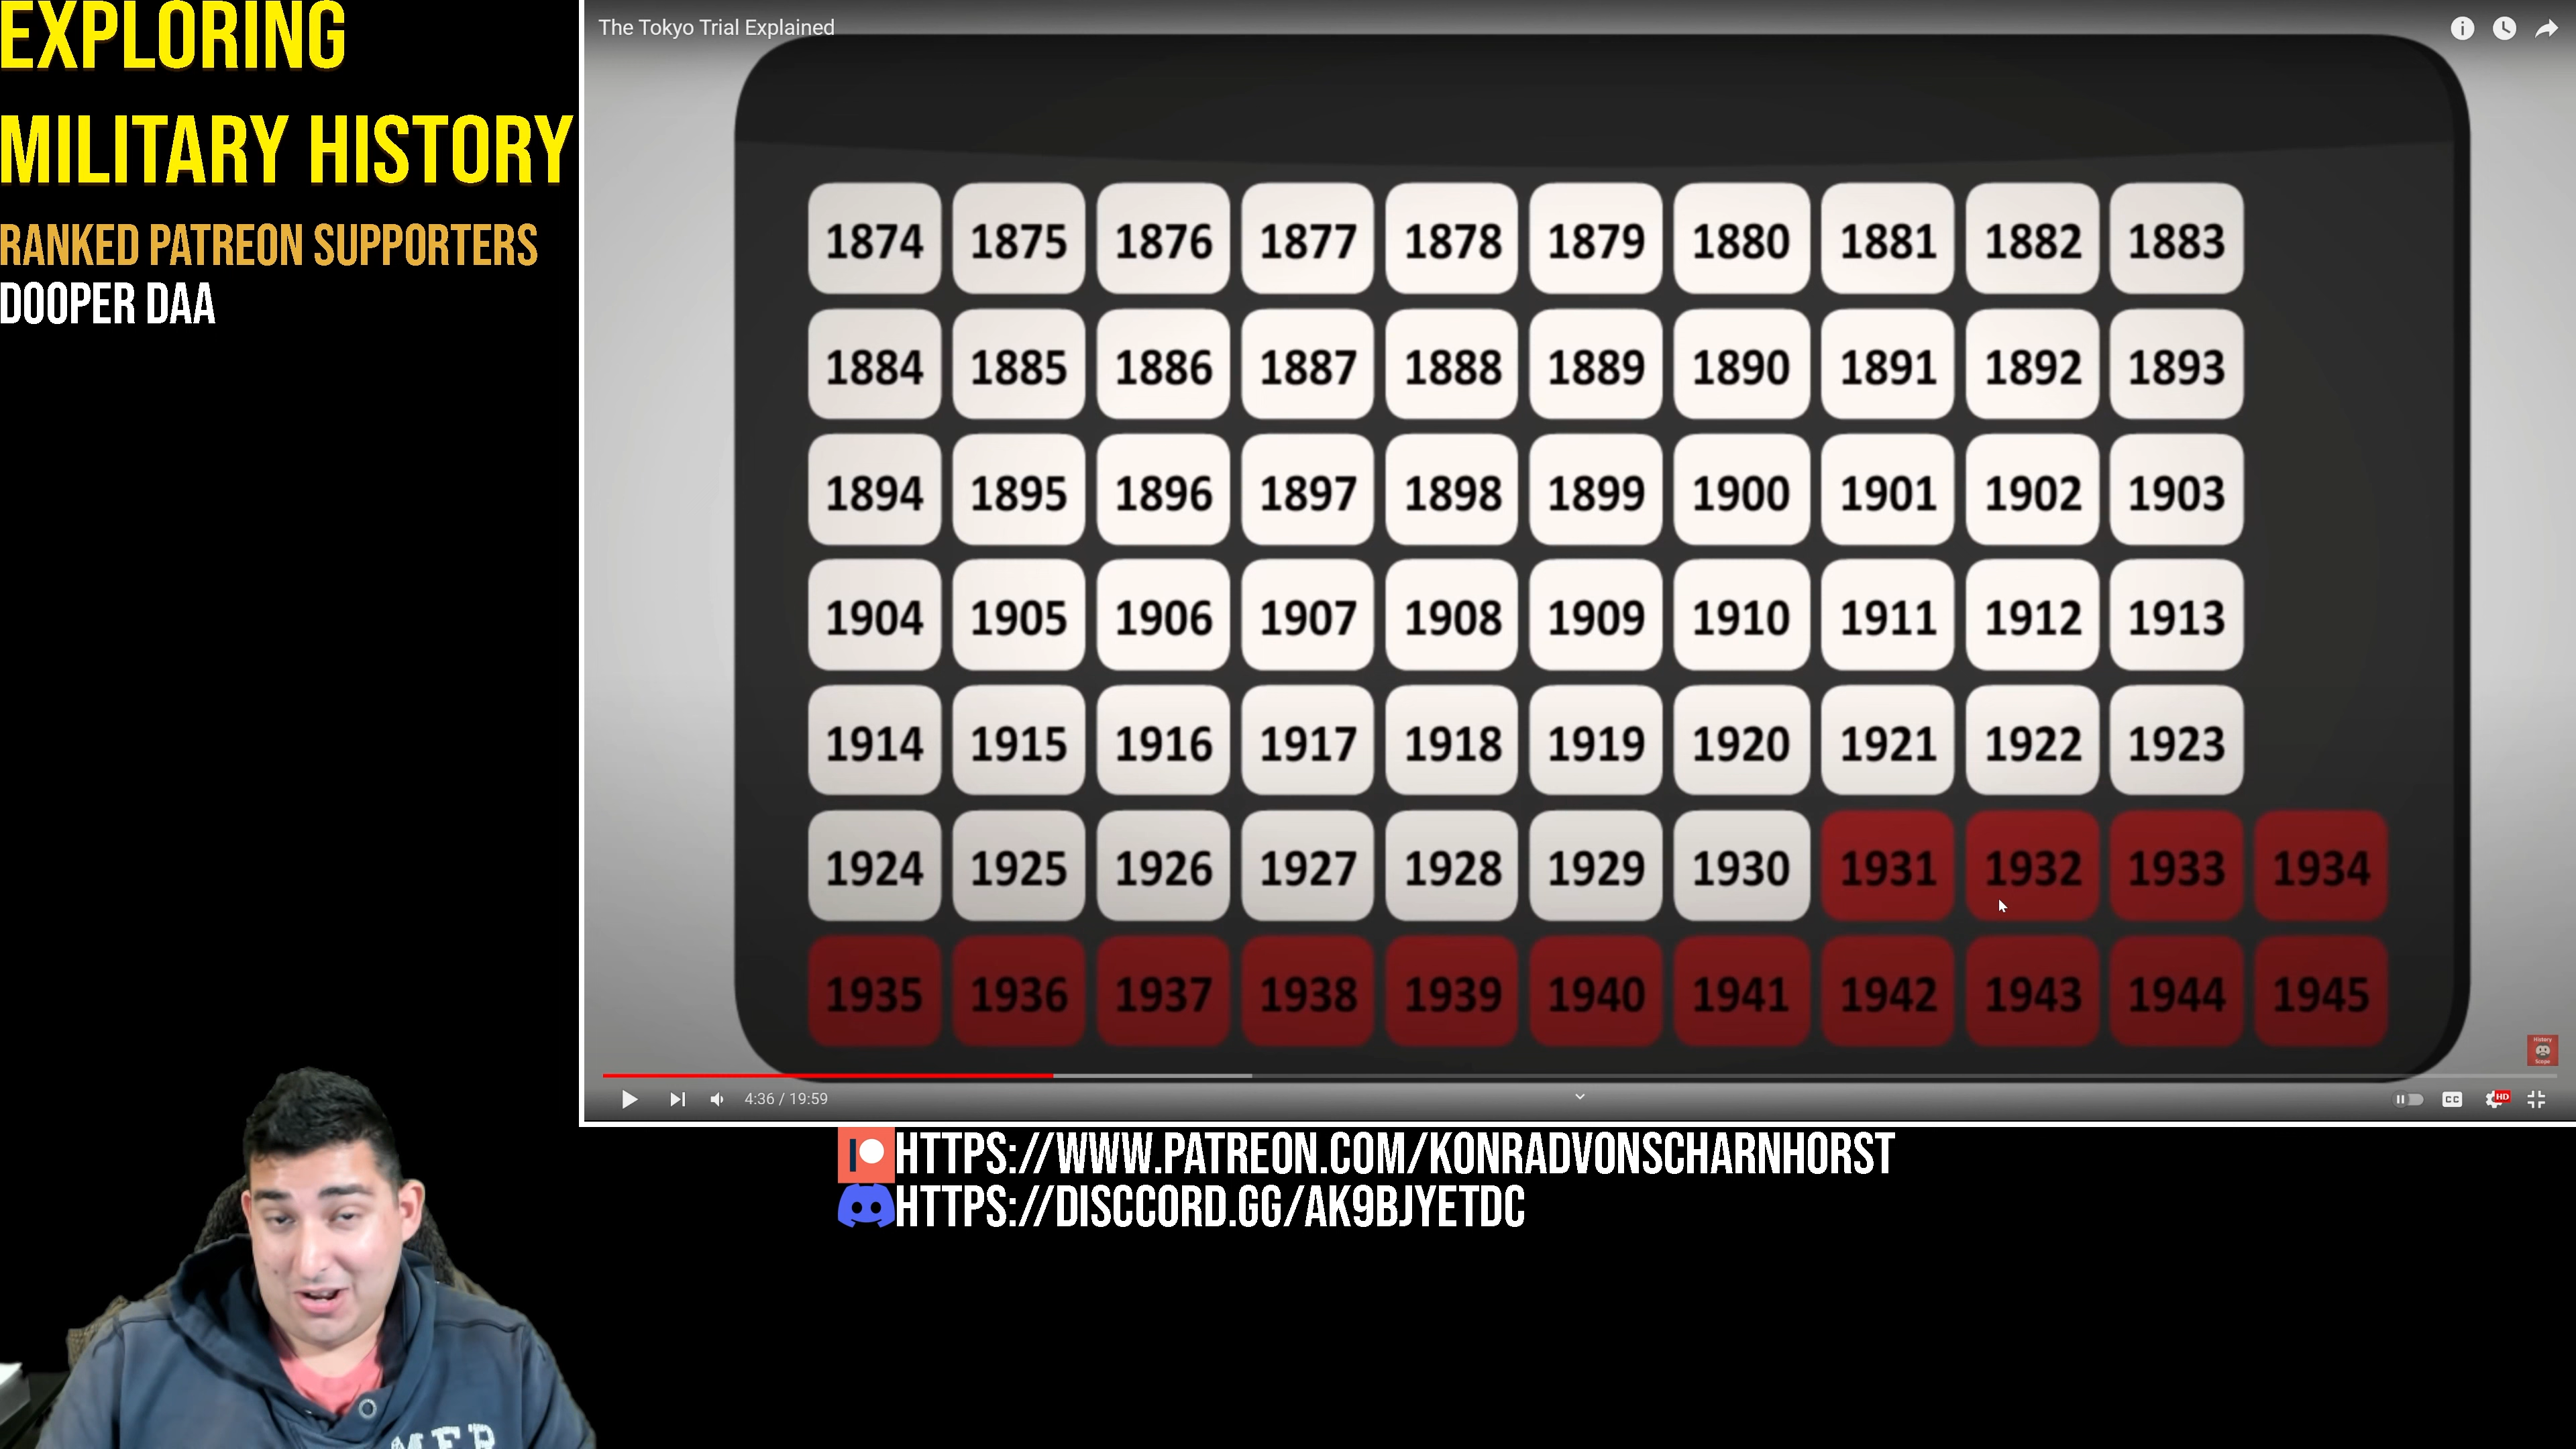 EXPLORING
MILITARY HISTORY
RANKED PATREON SUPPORTERS
DOOPER DAA
The Tokyo Trial Explained
1874 1875 1876 1877 1878 1879 1880 1881 1882 1883
1884 1885 1886 1887 1888 1889 1890 1891 1892 1893
1894 1895 1896 1897 1898 1899 1900 1901 1902 1903
1904 1905 1906 1907 1908 1909 1910 1911 1912 1913
1914 1915 1916 1917 1918 1919 1920 1921 1922 1923
1924 1925 1926 1927 1928 1929 1930 1931 1932 1933 1934
1935 1936 1937 1938 1939 1940 1941 1942 1943 1944 1945
History
Scope
4:36 / 19:59
CC
HD
HTTPS://WWW.PATREON.COM/KONRADVONSCHARNHORST
HTTPS://DISCCORD.GG/AK9BJYETDC